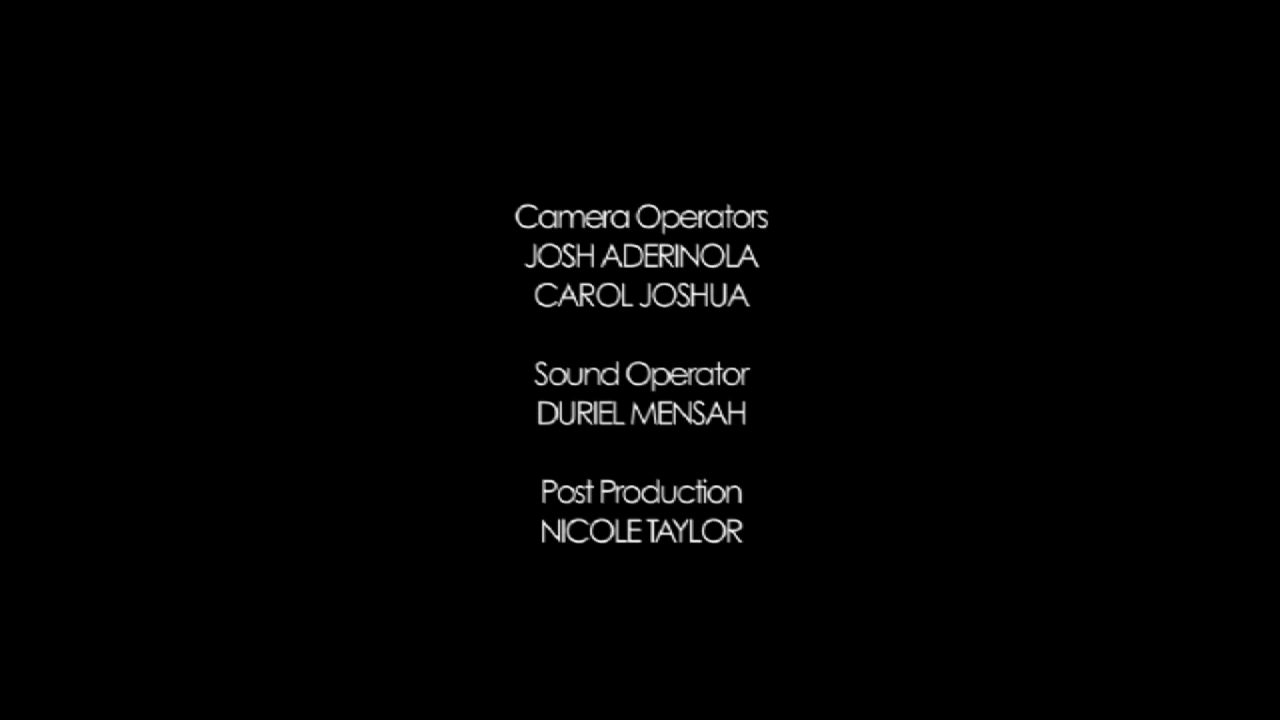 Camera Operators
JOSH ADERINOLA
CAROL JOSHUA
Sound Operator
DURIEL MENSAH
Post Production
NICOLE TAYLOR